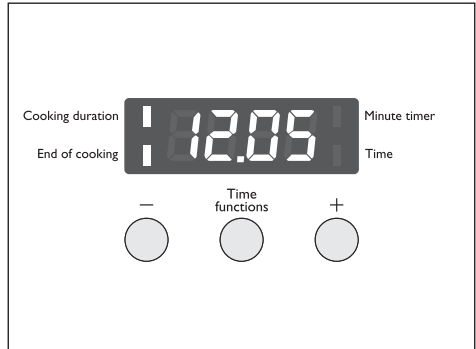 Cooking duration
12.05
Minute timer
End of cooking
Time
−
Time
functions
+